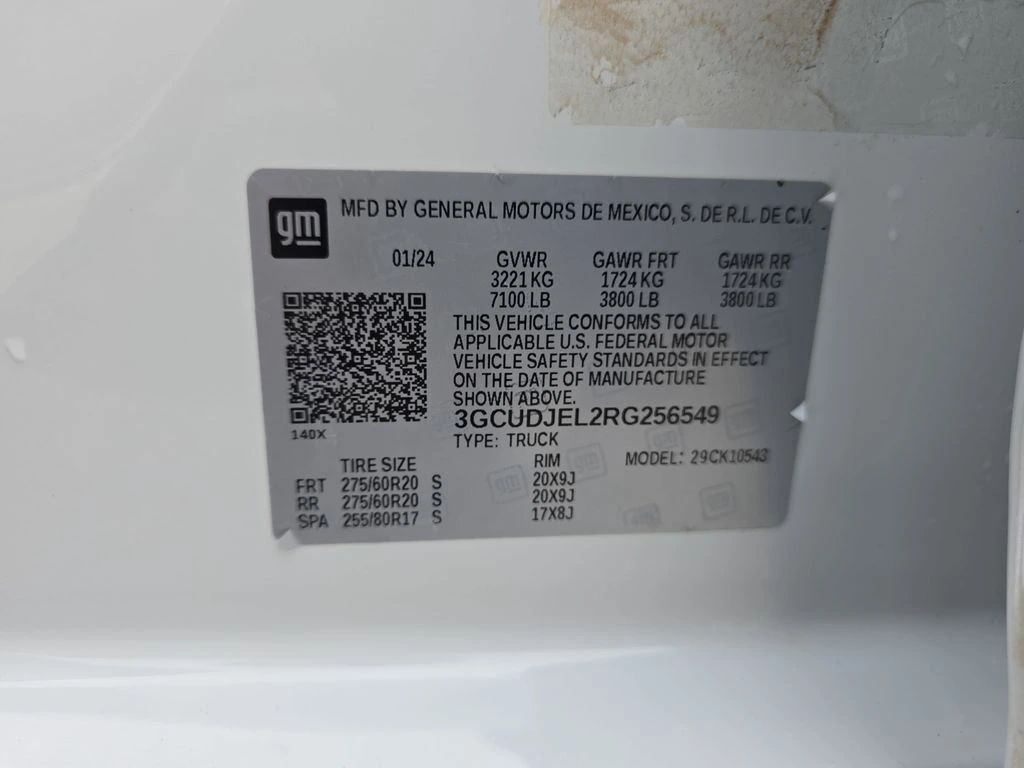 gm
MFD BY GENERAL MOTORS DE MEXICO, S. DE R.L. DE C.V.
01/24 GVWR GAWR FRT GAWR RR
3221 KG 1724 KG 1724 KG
7100 LB 3800 LB 3800 LB
THIS VEHICLE CONFORMS TO ALL
APPLICABLE U.S. FEDERAL MOTOR
VEHICLE SAFETY STANDARDS IN EFFECT
ON THE DATE OF MANUFACTURE
SHOWN ABOVE.
3GCUDJEL2RG256549
140X
TYPE: TRUCK
TIRE SIZE RIM MODEL: 29CK10543
FRT 275/60R20 S 20X9J
RR 275/60R20 S 20X9J
SPA 255/80R17 S 17X8J